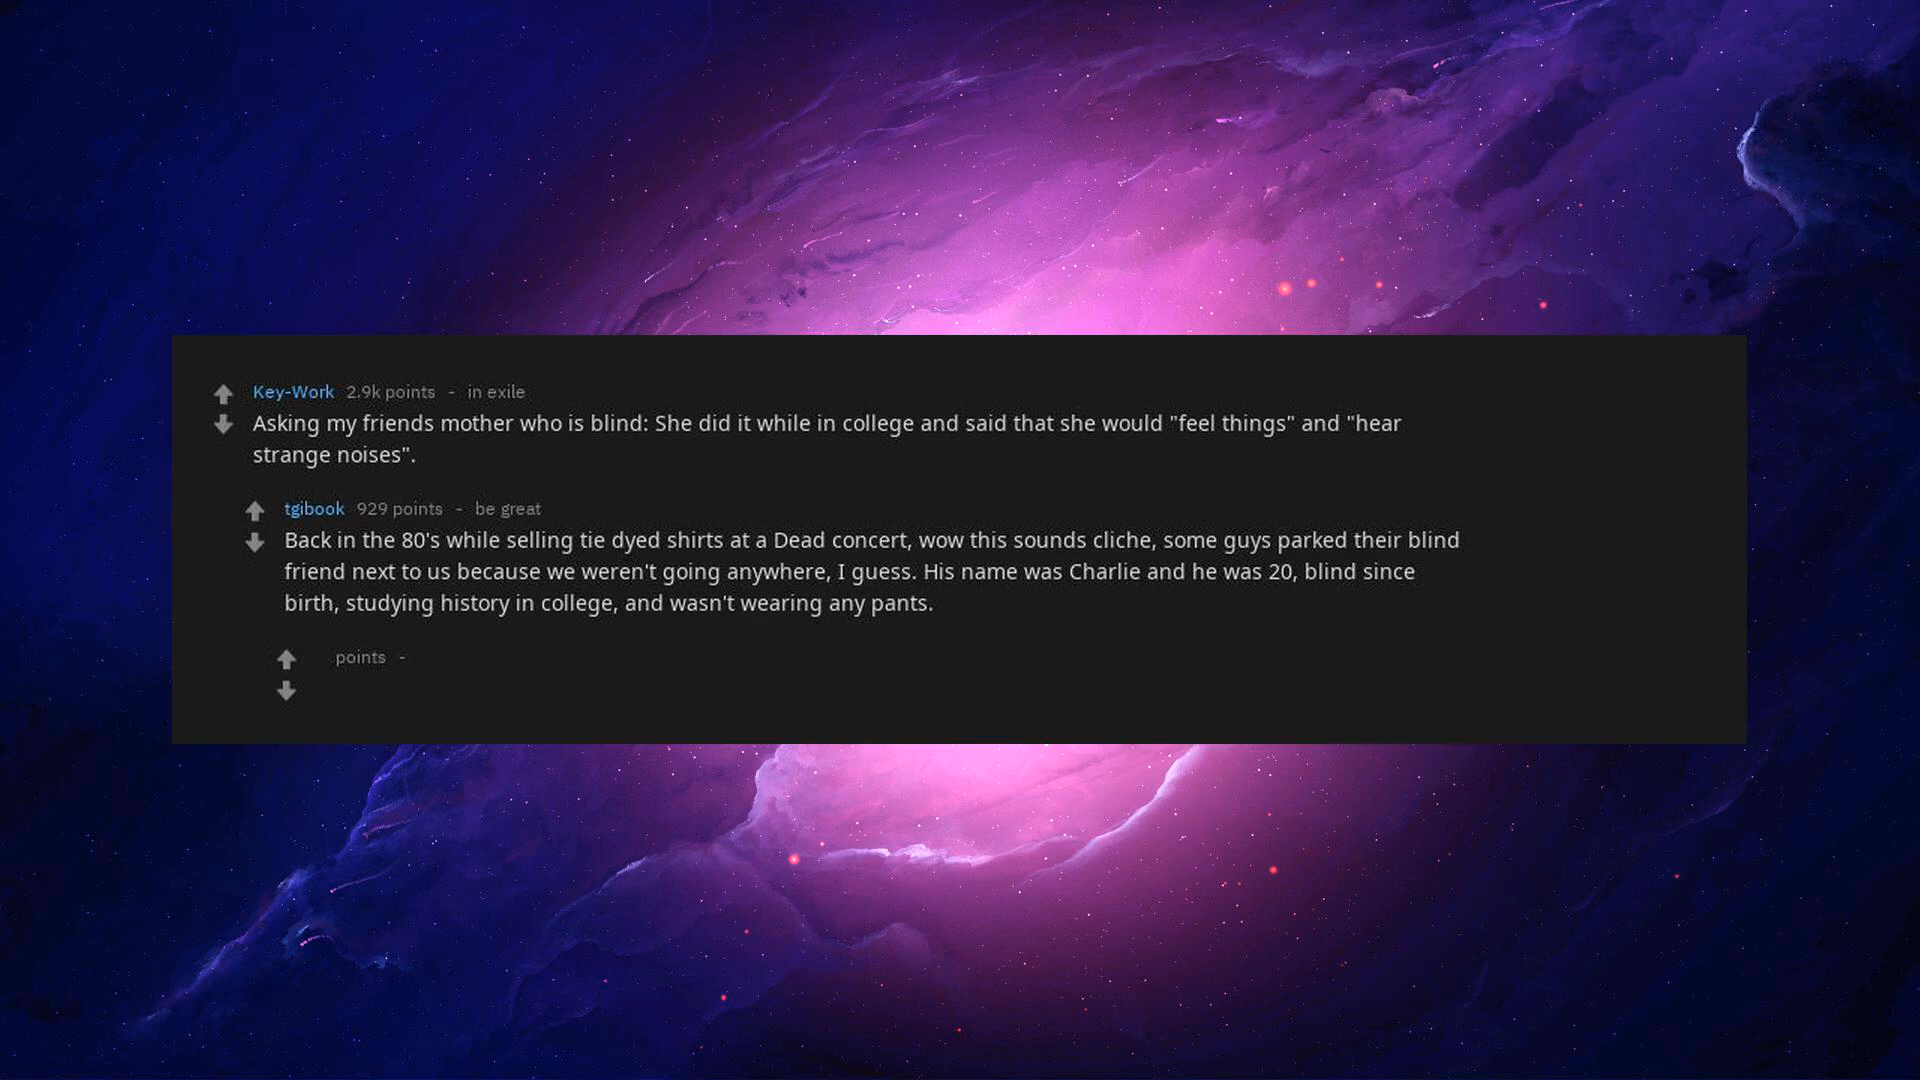 Key-Work 2.9k points - in exile
Asking my friends mother who is blind: She did it while in college and said that she would "feel things" and "hear
strange noises".
tgibook 929 points - be great
Back in the 80's while selling tie dyed shirts at a Dead concert, wow this sounds cliche, some guys parked their blind
friend next to us because we weren't going anywhere, I guess. His name was Charlie and he was 20, blind since
birth, studying history in college, and wasn't wearing any pants.
points -